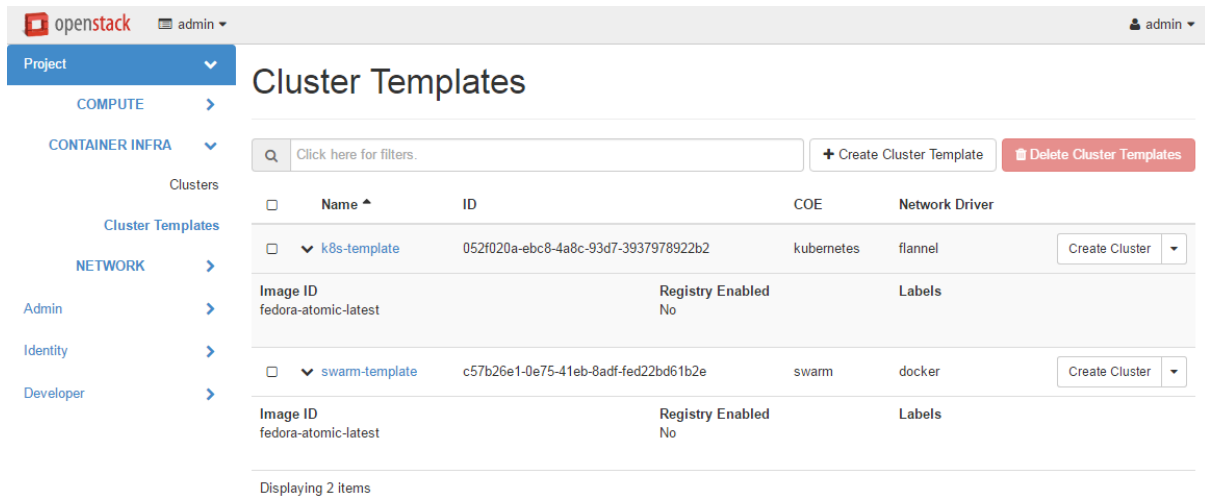 openstack admin admin
Project
COMPUTE
CONTAINER INFRA
Clusters
Cluster Templates
NETWORK
Admin
Identity
Developer
Cluster Templates
Click here for filters. + Create Cluster Template Delete Cluster Templates
Name ID COE Network Driver
k8s-template 052f020a-ebc8-4a8c-93d7-3937978922b2 kubernetes flannel Create Cluster
Image ID Registry Enabled Labels
fedora-atomic-latest No
swarm-template c57b26e1-0e75-41eb-8adf-fed22bd61b2e swarm docker Create Cluster
Image ID Registry Enabled Labels
fedora-atomic-latest No
Displaying 2 items